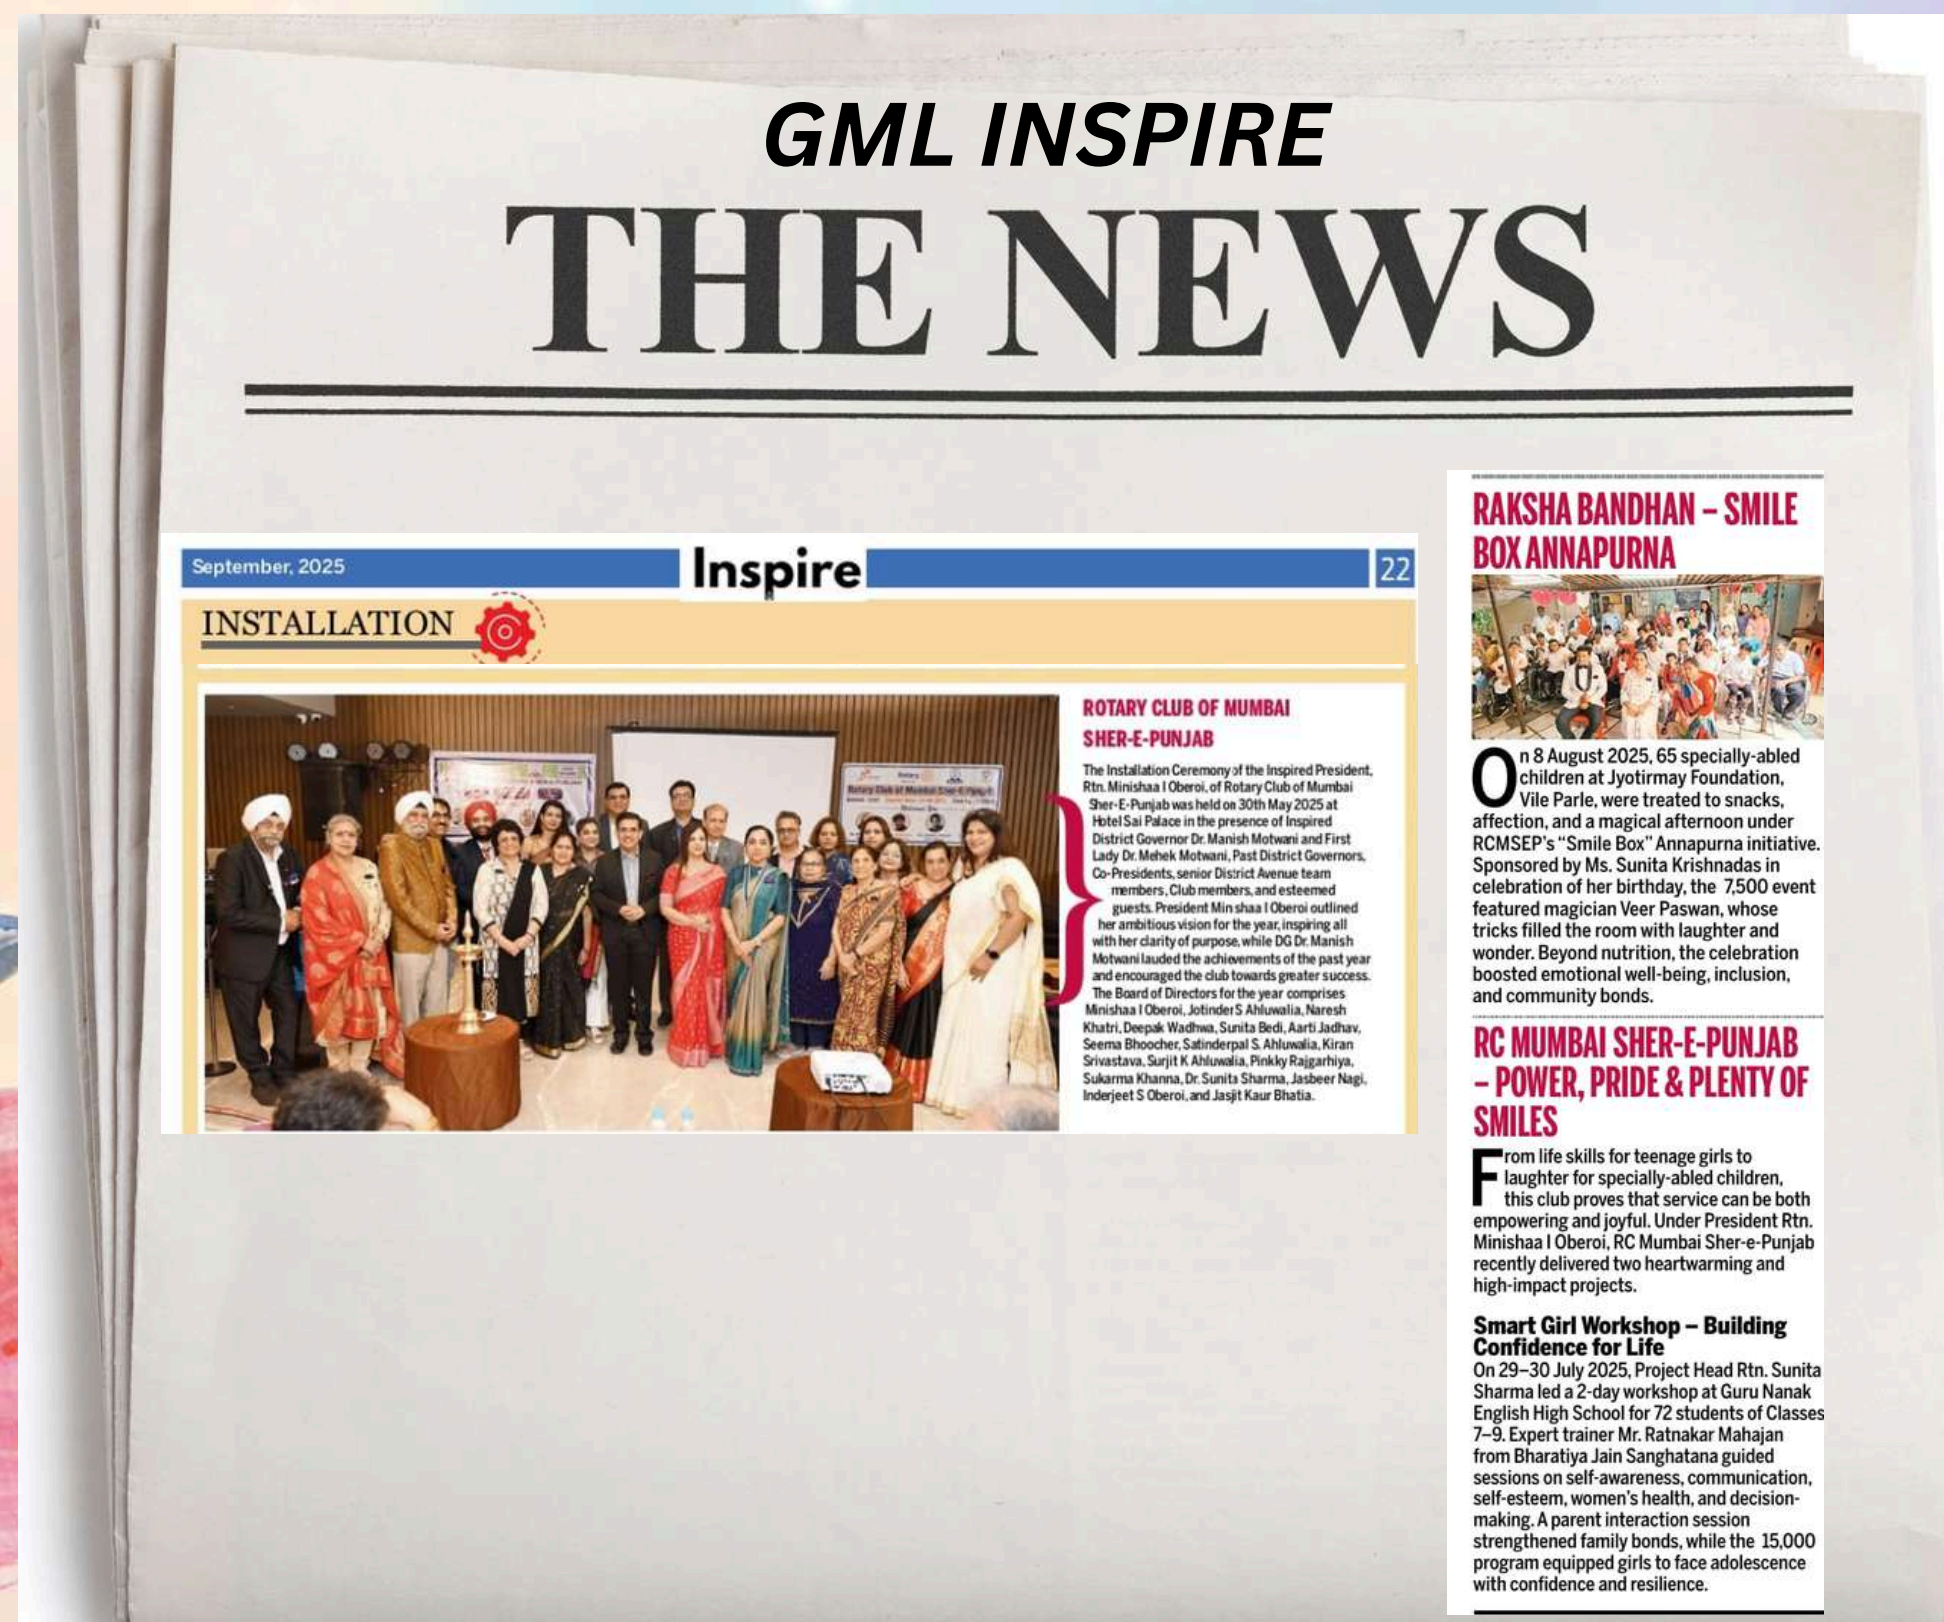 GML INSPIRE
THE NEWS
September, 2025
Inspire
22
INSTALLATION
Rotary
Rotary Club of Mumbai Sher-E-Punjab
ROTARY CLUB OF MUMBAI
SHER-E-PUNJAB
The Installation Ceremony of the Inspired President,
Rtn. Minishaa I Oberoi, of Rotary Club of Mumbai
Sher-E-Punjab was held on 30th May 2025 at
Hotel Sai Palace in the presence of Inspired
District Governor Dr. Manish Motwani and First
Lady Dr. Mehek Motwani, Past District Governors,
Co-Presidents, senior District Avenue team
members, Club members, and esteemed
guests. President Min shaa I Oberoi outlined
her ambitious vision for the year, inspiring all
with her clarity of purpose, while DG Dr. Manish
Motwani lauded the achievements of the past year
and encouraged the club towards greater success.
The Board of Directors for the year comprises
Minishaa I Oberoi, Jotinder S Ahluwalia, Naresh
Khatri, Deepak Wadhwa, Sunita Bedi, Aarti Jadhav,
Seema Bhoocher, Satinderpal S. Ahluwalia, Kiran
Srivastava, Surjit K Ahluwalia, Pinkky Rajgarhiya,
Sukarma Khanna, Dr. Sunita Sharma, Jasbeer Nagi,
Inderjeet S Oberoi, and Jasjit Kaur Bhatia.
RAKSHA BANDHAN – SMILE
BOX ANNAPURNA
On 8 August 2025, 65 specially-abled
children at Jyotirmay Foundation,
Vile Parle, were treated to snacks,
affection, and a magical afternoon under
RCMSEP's “Smile Box” Annapurna initiative.
Sponsored by Ms. Sunita Krishnadas in
celebration of her birthday, the 7,500 event
featured magician Veer Paswan, whose
tricks filled the room with laughter and
wonder. Beyond nutrition, the celebration
boosted emotional well-being, inclusion,
and community bonds.
RC MUMBAI SHER-E-PUNJAB
– POWER, PRIDE & PLENTY OF
SMILES
From life skills for teenage girls to
laughter for specially-abled children,
this club proves that service can be both
empowering and joyful. Under President Rtn.
Minishaa I Oberoi, RC Mumbai Sher-e-Punjab
recently delivered two heartwarming and
high-impact projects.
Smart Girl Workshop – Building
Confidence for Life
On 29–30 July 2025, Project Head Rtn. Sunita
Sharma led a 2-day workshop at Guru Nanak
English High School for 72 students of Classes
7–9. Expert trainer Mr. Ratnakar Mahajan
from Bharatiya Jain Sanghatana guided
sessions on self-awareness, communication,
self-esteem, women's health, and decision-
making. A parent interaction session
strengthened family bonds, while the 15,000
program equipped girls to face adolescence
with confidence and resilience.